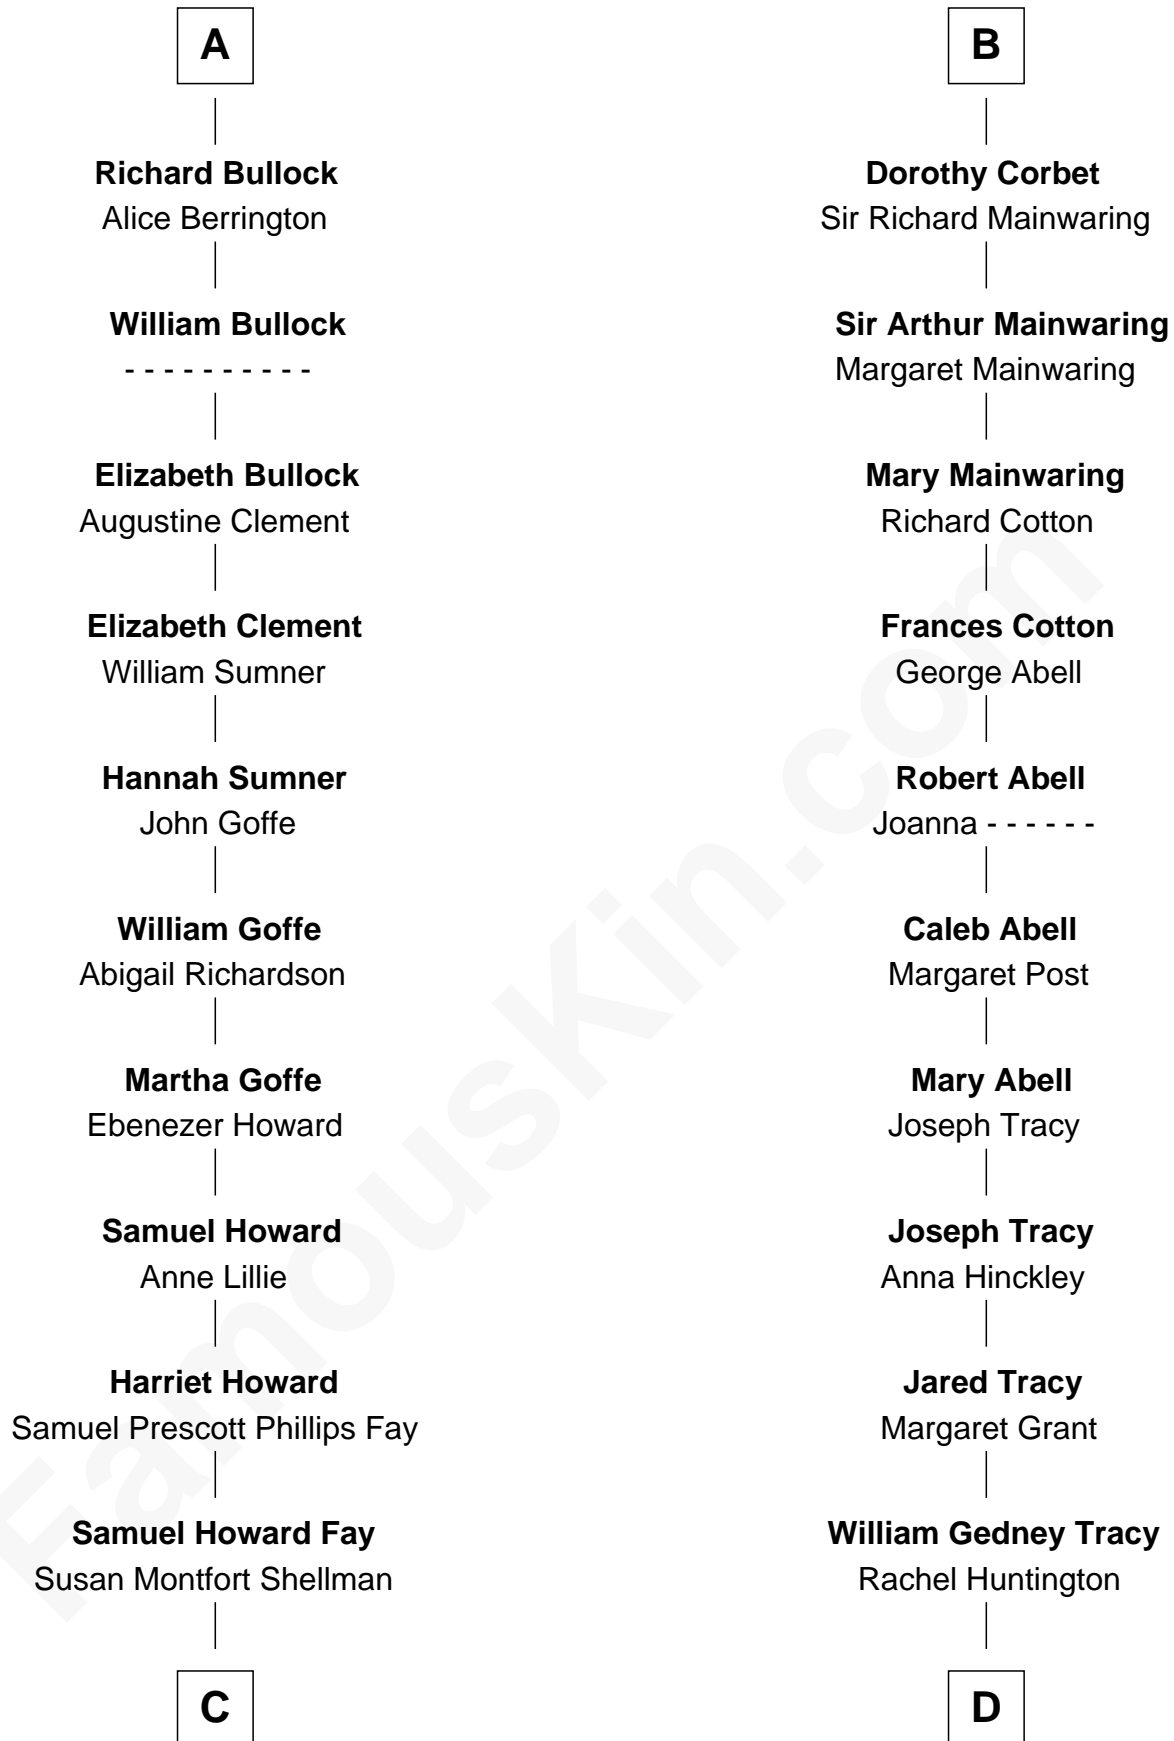 A
Richard Bullock
Alice Berrington
William Bullock
- - - - - - - - - -
Elizabeth Bullock
Augustine Clement
Elizabeth Clement
William Sumner
Hannah Sumner
John Goffe
William Goffe
Abigail Richardson
Martha Goffe
Ebenezer Howard
Samuel Howard
Anne Lillie
Harriet Howard
Samuel Prescott Phillips Fay
Samuel Howard Fay
Susan Montfort Shellman
C
B
Dorothy Corbet
Sir Richard Mainwaring
Sir Arthur Mainwaring
Margaret Mainwaring
Mary Mainwaring
Richard Cotton
Frances Cotton
George Abell
Robert Abell
Joanna - - - - - -
Caleb Abell
Margaret Post
Mary Abell
Joseph Tracy
Joseph Tracy
Anna Hinckley
Jared Tracy
Margaret Grant
William Gedney Tracy
Rachel Huntington
D
FamousKin.com